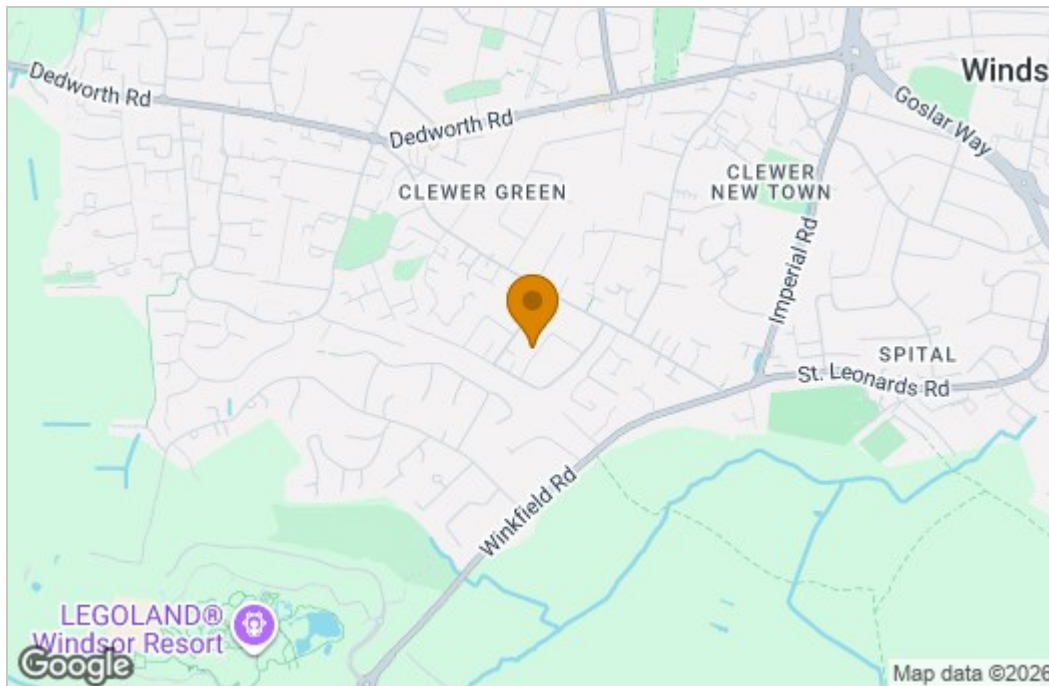 Dedworth Rd
Dedworth Rd
Winds
Goslar Way
CLEWER GREEN
CLEWER
NEW TOWN
Imperial Rd
SPITAL
St. Leonards Rd
Winkfield Rd
LEGOLAND®
Windsor Resort
Google
Map data ©2026